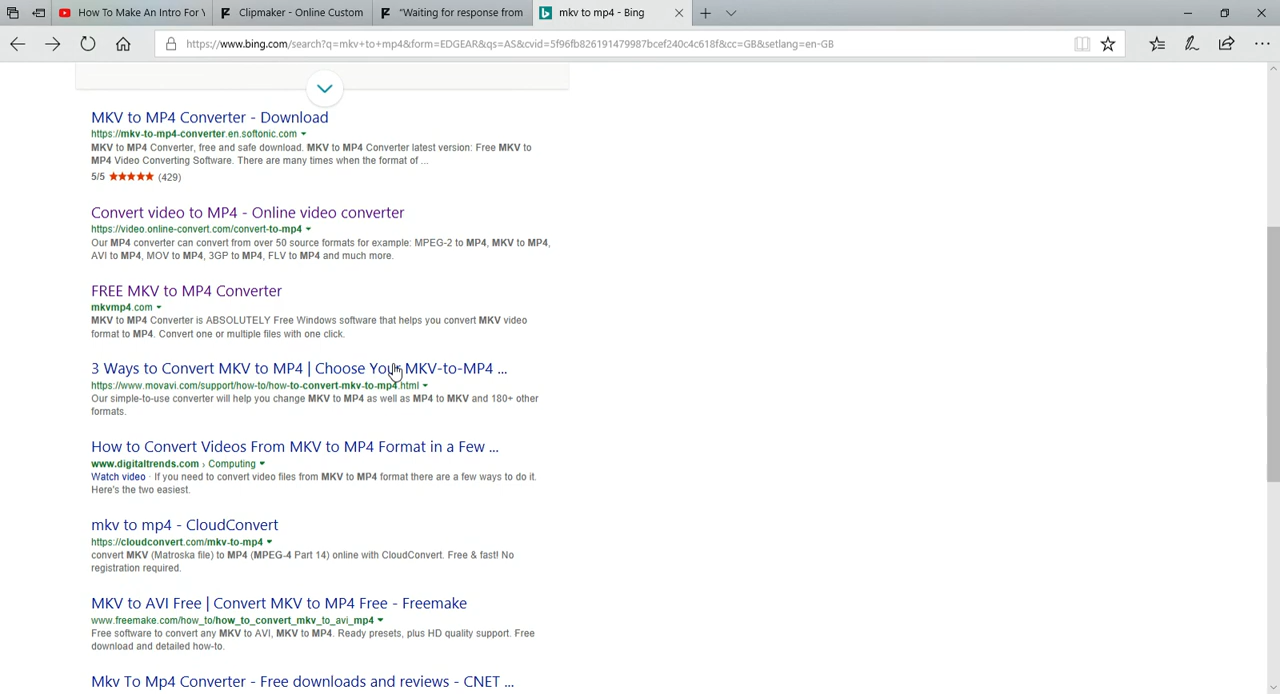 How To Make An Intro For Y
Clipmaker - Online Custom
"Waiting for response from
mkv to mp4 - Bing
https://www.bing.com/search?q=mkv+to+mp4&form=EDGEAR&qs=AS&cvid=5f96fb826191479987bcef240c4c618f&cc=GB&setlang=en-GB
MKV to MP4 Converter - Download
https://mkv-to-mp4-converter.en.softonic.com
MKV to MP4 Converter, free and safe download. MKV to MP4 Converter latest version: Free MKV to
MP4 Video Converting Software. There are many times when the format of ...
5/5 ★★★★★ (429)
Convert video to MP4 - Online video converter
https://video.online-convert.com/convert-to-mp4
Our MP4 converter can convert from over 50 source formats for example: MPEG-2 to MP4, MKV to MP4,
AVI to MP4, MOV to MP4, 3GP to MP4, FLV to MP4 and much more.
FREE MKV to MP4 Converter
mkvmp4.com
MKV to MP4 Converter is ABSOLUTELY Free Windows software that helps you convert MKV video
format to MP4. Convert one or multiple files with one click.
3 Ways to Convert MKV to MP4 | Choose Your MKV-to-MP4 ...
https://www.movavi.com/support/how-to/how-to-convert-mkv-to-mp4.html
Our simple-to-use converter will help you change MKV to MP4 as well as MP4 to MKV and 180+ other
formats.
How to Convert Videos From MKV to MP4 Format in a Few ...
www.digitaltrends.com › Computing
Watch video · If you need to convert video files from MKV to MP4 format there are a few ways to do it.
Here's the two easiest.
mkv to mp4 - CloudConvert
https://cloudconvert.com/mkv-to-mp4
convert MKV (Matroska file) to MP4 (MPEG-4 Part 14) online with CloudConvert. Free & fast! No
registration required.
MKV to AVI Free | Convert MKV to MP4 Free - Freemake
www.freemake.com/how_to/how_to_convert_mkv_to_avi_mp4
Free software to convert any MKV to AVI, MKV to MP4. Ready presets, plus HD quality support. Free
download and detailed how-to.
Mkv To Mp4 Converter - Free downloads and reviews - CNET ...